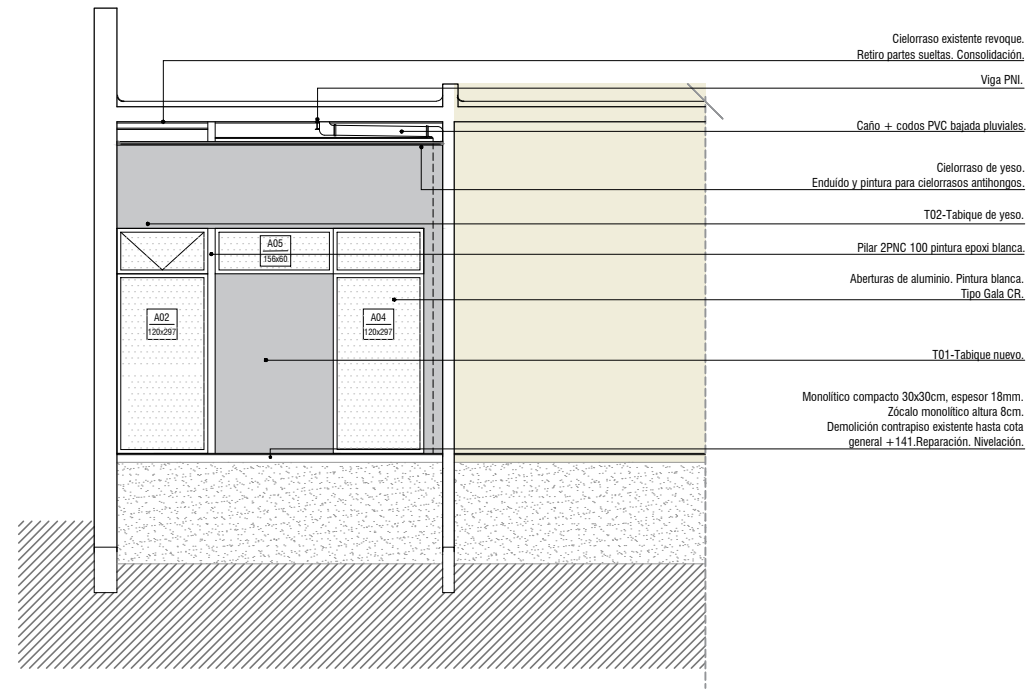 Cielorraso existente revoque.
Retiro partes sueltas. Consolidación.
Viga PNI.
Caño + codos PVC bajada pluviales.
Cielorraso de yeso.
Enduído y pintura para cielorrasos antihongos.
T02-Tabique de yeso.
Pilar 2PNC 100 pintura epoxi blanca.
Aberturas de aluminio. Pintura blanca.
Tipo Gala CR.
T01-Tabique nuevo.
Monolítico compacto 30x30cm, espesor 18mm.
Zócalo monolítico altura 8cm.
Demolición contrapiso existente hasta cota
general +141.Reparación. Nivelación.
A05
156x60
A02
120x297
A04
120x297